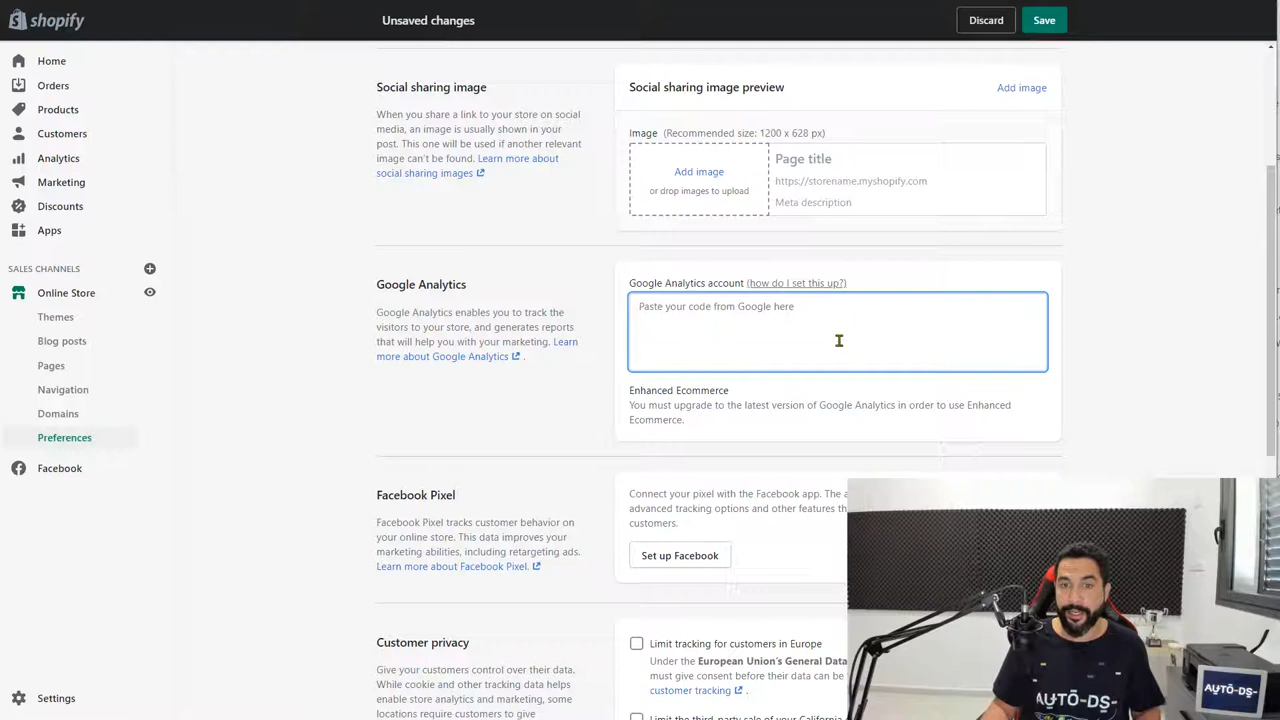 shopify
Unsaved changes
Discard
Save
Home
Orders
Products
Customers
Analytics
Marketing
Discounts
Apps
SALES CHANNELS
Online Store
Themes
Blog posts
Pages
Navigation
Domains
Preferences
Facebook
Settings
Social sharing image
When you share a link to your store on social
media, an image is usually shown in your
post. This one will be used if another relevant
image can't be found. Learn more about
social sharing images
Social sharing image preview
Add image
Image (Recommended size: 1200 x 628 px)
Add image
or drop images to upload
Page title
https://storename.myshopify.com
Meta description
Google Analytics
Google Analytics enables you to track the
visitors to your store, and generates reports
that will help you with your marketing. Learn
more about Google Analytics .
Google Analytics account (how do I set this up?)
Paste your code from Google here
Enhanced Ecommerce
You must upgrade to the latest version of Google Analytics in order to use Enhanced
Ecommerce.
Facebook Pixel
Facebook Pixel tracks customer behavior on
your online store. This data improves your
marketing abilities, including retargeting ads.
Learn more about Facebook Pixel.
Connect your pixel with the Facebook app. The
advanced tracking options and other features
customers.
Set up Facebook
Customer privacy
Give your customers control over their data.
While cookie and other tracking data helps
enable store analytics and marketing, some
locations require customers to give
Limit tracking for customers in Europe
Under the European Union's General Data
must give consent before their data can be
customer tracking .
Limit the third-party sale of your California
AUTO-DS-
AUTO-DS-